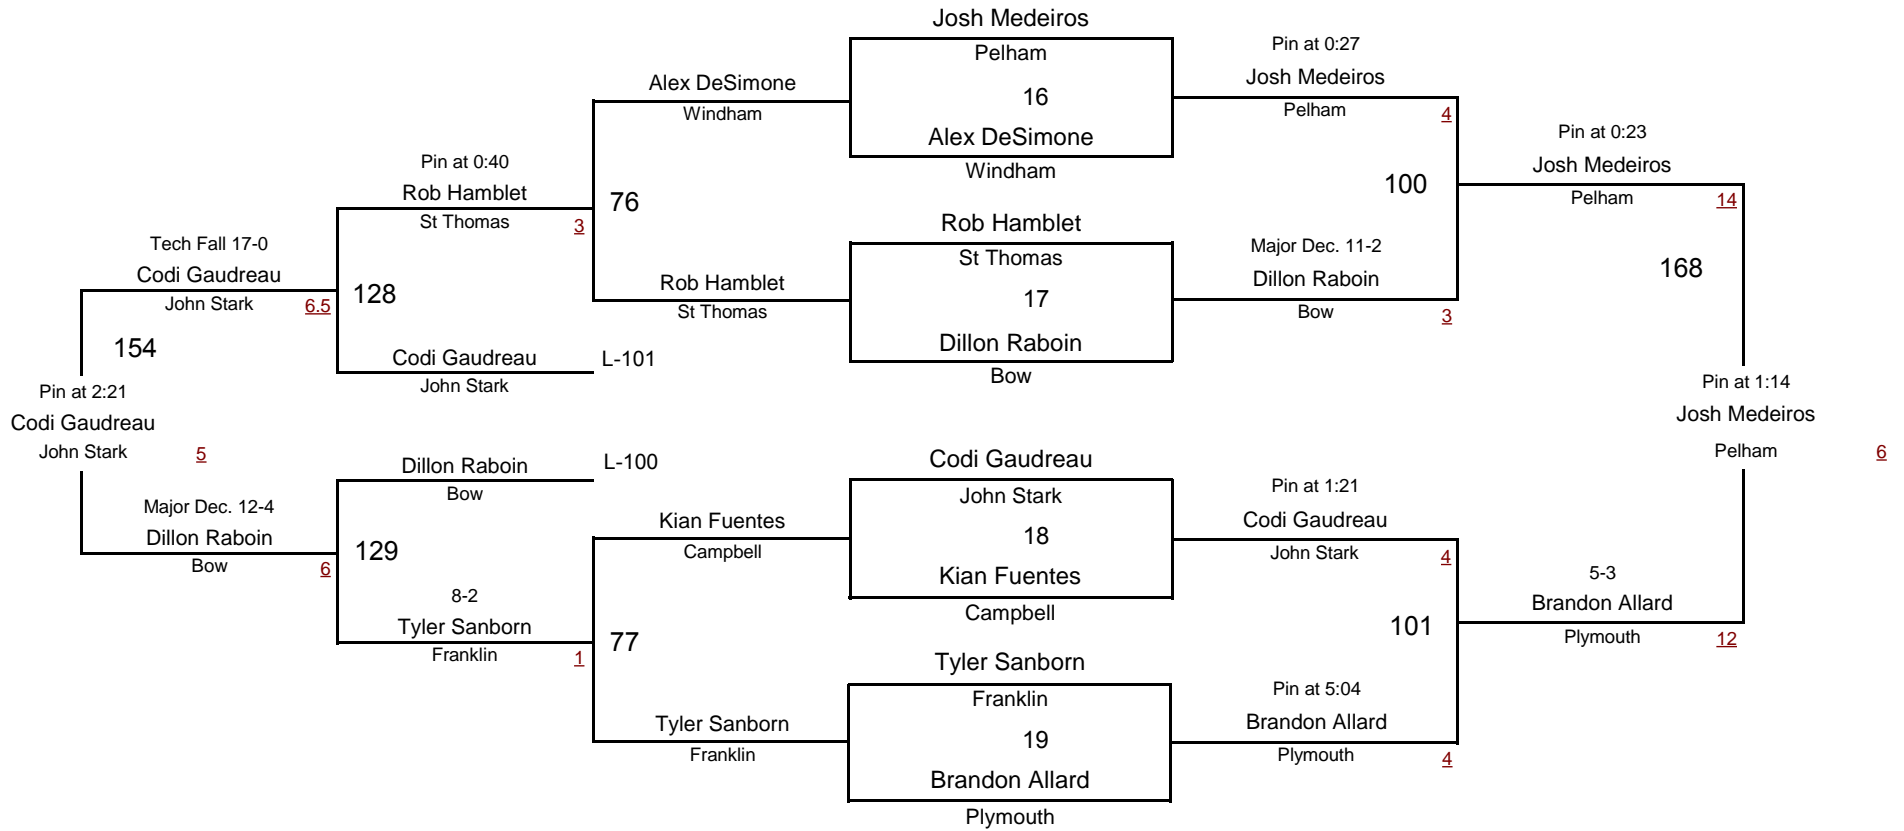 Josh Medeiros
Pelham
16
Alex DeSimone
Windham
Rob Hamblet
St Thomas
17
Dillon Raboin
Bow
Codi Gaudreau
John Stark
18
Kian Fuentes
Campbell
Tyler Sanborn
Franklin
19
Brandon Allard
Plymouth
Pin at 0:27
Josh Medeiros
Pelham
4
100
Major Dec. 11-2
Dillon Raboin
Bow
3
Pin at 1:21
Codi Gaudreau
John Stark
4
101
Pin at 5:04
Brandon Allard
Plymouth
4
Pin at 0:23
Josh Medeiros
Pelham
14
168
5-3
Brandon Allard
Plymouth
12
Pin at 1:14
Josh Medeiros
Pelham
6
Alex DeSimone
Windham
76
Rob Hamblet
St Thomas
Kian Fuentes
Campbell
77
Tyler Sanborn
Franklin
Pin at 0:40
Rob Hamblet
St Thomas
3
128
Codi Gaudreau
L-101
John Stark
Dillon Raboin
L-100
Bow
129
8-2
Tyler Sanborn
Franklin
1
Tech Fall 17-0
Codi Gaudreau
John Stark
6.5
154
Major Dec. 12-4
Dillon Raboin
Bow
6
Pin at 2:21
Codi Gaudreau
John Stark
5